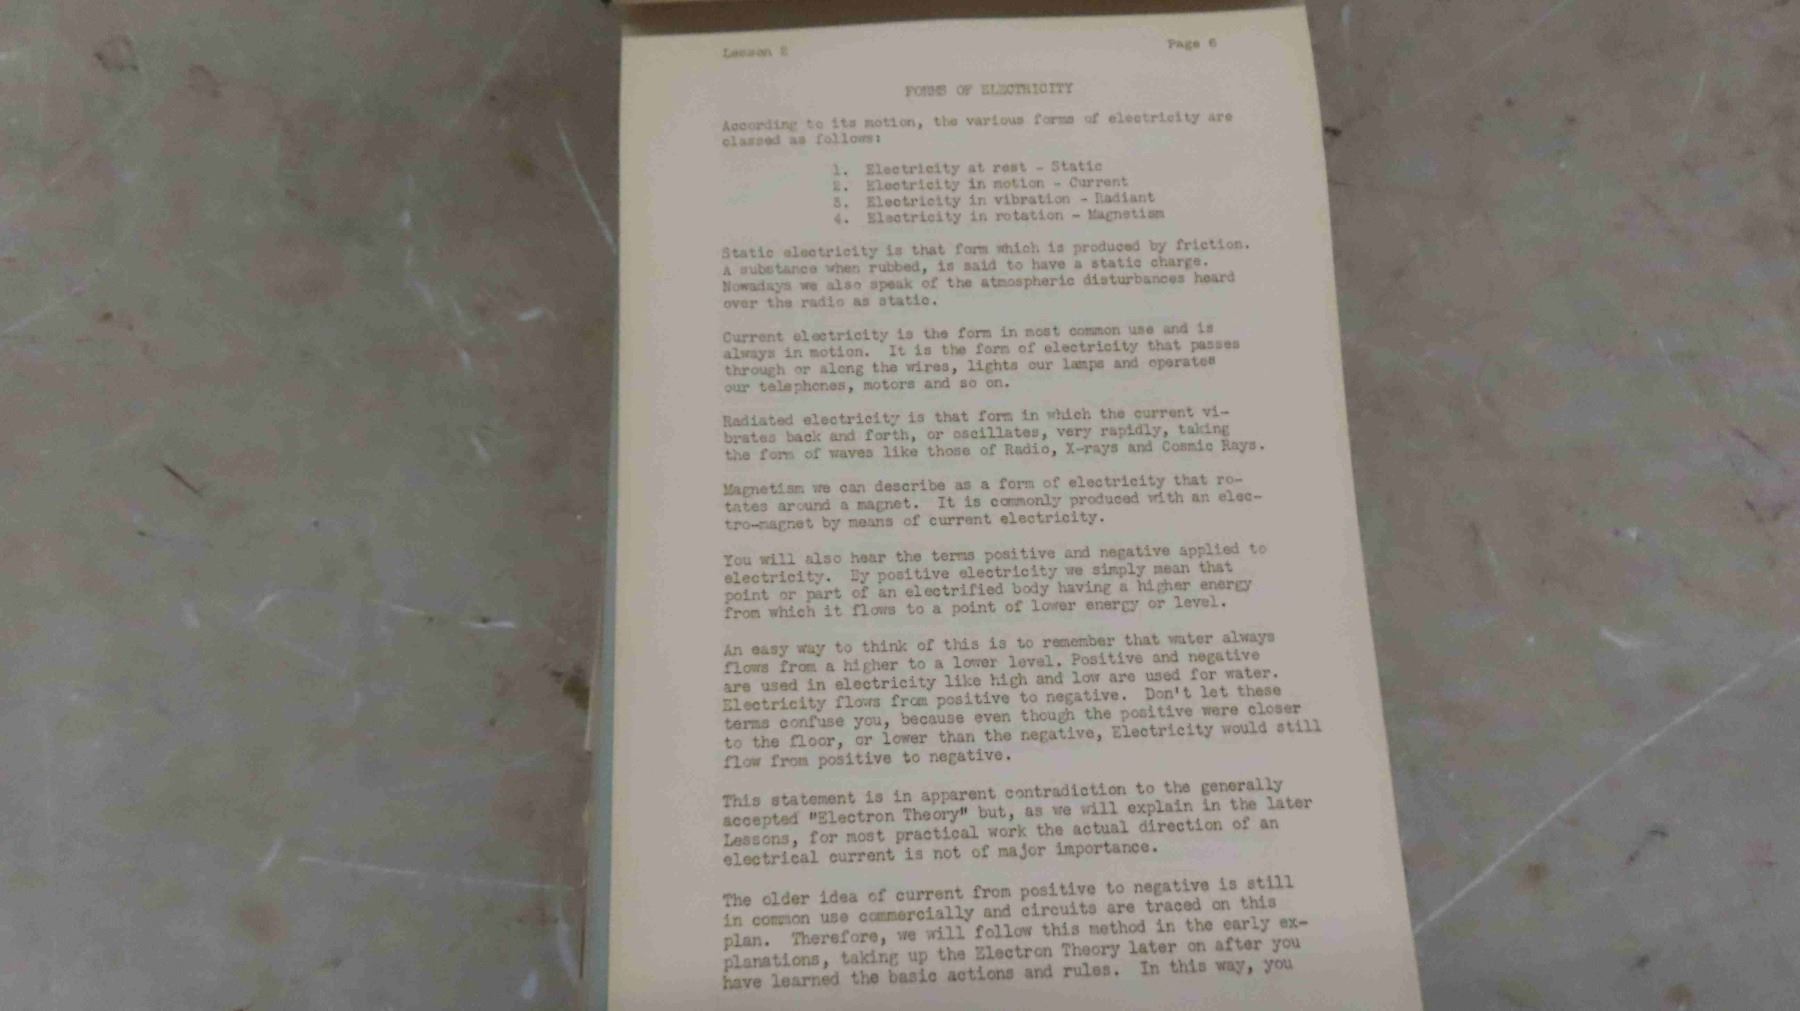 Lesson 2
Page 6
FORMS OF ELECTRICITY
According to its motion, the various forms of electricity are
classed as follows:
1. Electricity at rest - Static
2. Electricity in motion - Current
3. Electricity in vibration - Radiant
4. Electricity in rotation - Magnetism
Static electricity is that form which is produced by friction.
A substance when rubbed, is said to have a static charge.
Nowadays we also speak of the atmospheric disturbances heard
over the radio as static.
Current electricity is the form in most common use and is
always in motion. It is the form of electricity that passes
through or along the wires, lights our lamps and operates
our telephones, motors and so on.
Radiated electricity is that form in which the current vi-
brates back and forth, or oscillates, very rapidly, taking
the form of waves like those of Radio, X-rays and Cosmic Rays.
Magnetism we can describe as a form of electricity that ro-
tates around a magnet. It is commonly produced with an elec-
tro-magnet by means of current electricity.
You will also hear the terms positive and negative applied to
electricity. By positive electricity we simply mean that
point or part of an electrified body having a higher energy
from which it flows to a point of lower energy or level.
An easy way to think of this is to remember that water always
flows from a higher to a lower level. Positive and negative
are used in electricity like high and low are used for water.
Electricity flows from positive to negative. Don't let these
terms confuse you, because even though the positive were closer
to the floor, or lower than the negative, Electricity would still
flow from positive to negative.
This statement is in apparent contradiction to the generally
accepted "Electron Theory" but, as we will explain in the later
Lessons, for most practical work the actual direction of an
electrical current is not of major importance.
The older idea of current from positive to negative is still
in common use commercially and circuits are traced on this
plan. Therefore, we will follow this method in the early ex-
planations, taking up the Electron Theory later on after you
have learned the basic actions and rules. In this way, you